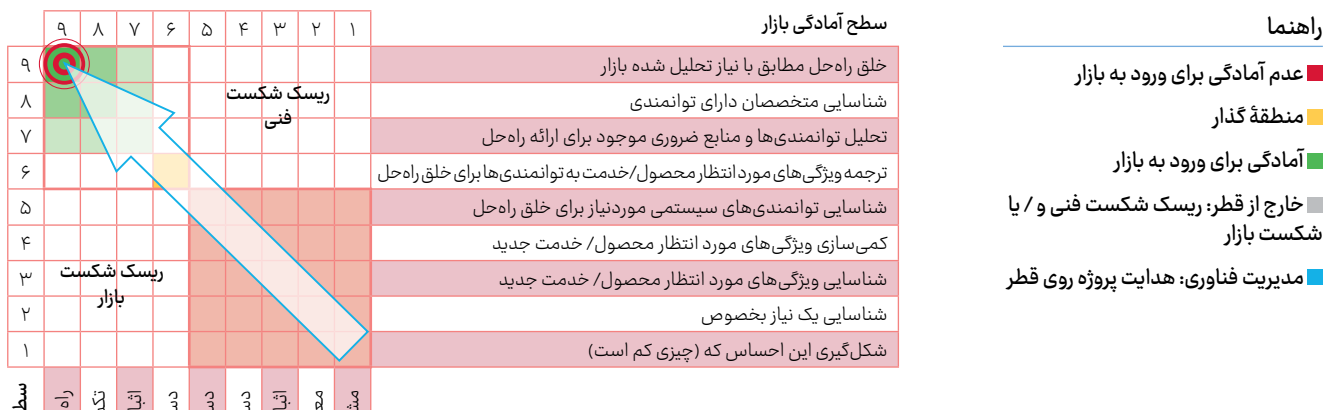 راهنما
عدم آمادگی برای ورود به بازار
منطقهٔ گذار
آمادگی برای ورود به بازار
خارج از قطر: ریسک شکست فنی و / یا
شکست بازار
مدیریت فناوری: هدایت پروژه روی قطر
سطح آمادگی بازار
۱ ۲ ۳ ۴ ۵ ۶ ۷ ۸ ۹
خلق راه‌حل مطابق با نیاز تحلیل شده بازار
۹
شناسایی متخصصان دارای توانمندی
۸
تحلیل توانمندی‌ها و منابع ضروری موجود برای ارائه راه‌حل
۷
ترجمه ویژگی‌های مورد انتظار محصول/خدمت به توانمندی‌ها برای خلق راه‌حل
۶
شناسایی توانمندی‌های سیستمی موردنیاز برای خلق راه‌حل
۵
کمی‌سازی ویژگی‌های مورد انتظار محصول/ خدمت جدید
۴
شناسایی ویژگی‌های مورد انتظار محصول/ خدمت جدید
۳
شناسایی یک نیاز بخصوص
۲
شکل‌گیری این احساس که (چیزی کم است)
۱
ریسک شکست
فنی
ریسک شکست
بازار